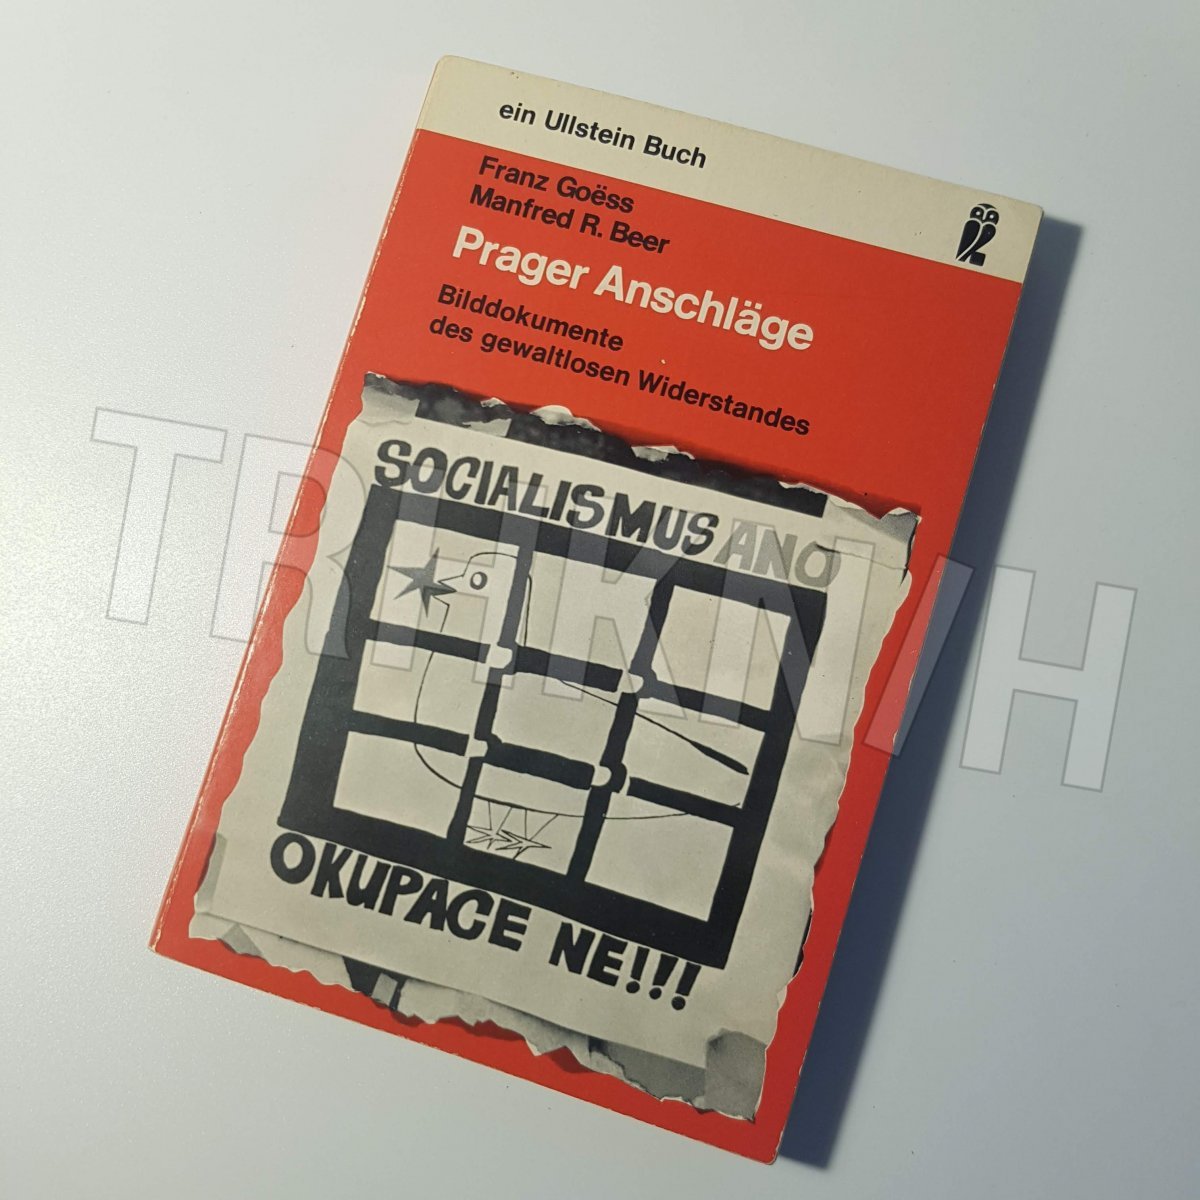 ein Ullstein Buch
Franz Goëss
Manfred R. Beer
Prager Anschläge
Bilddokumente
des gewaltlosen Widerstandes
SOCIALISMUS ANO
OKUPACE NE!!!